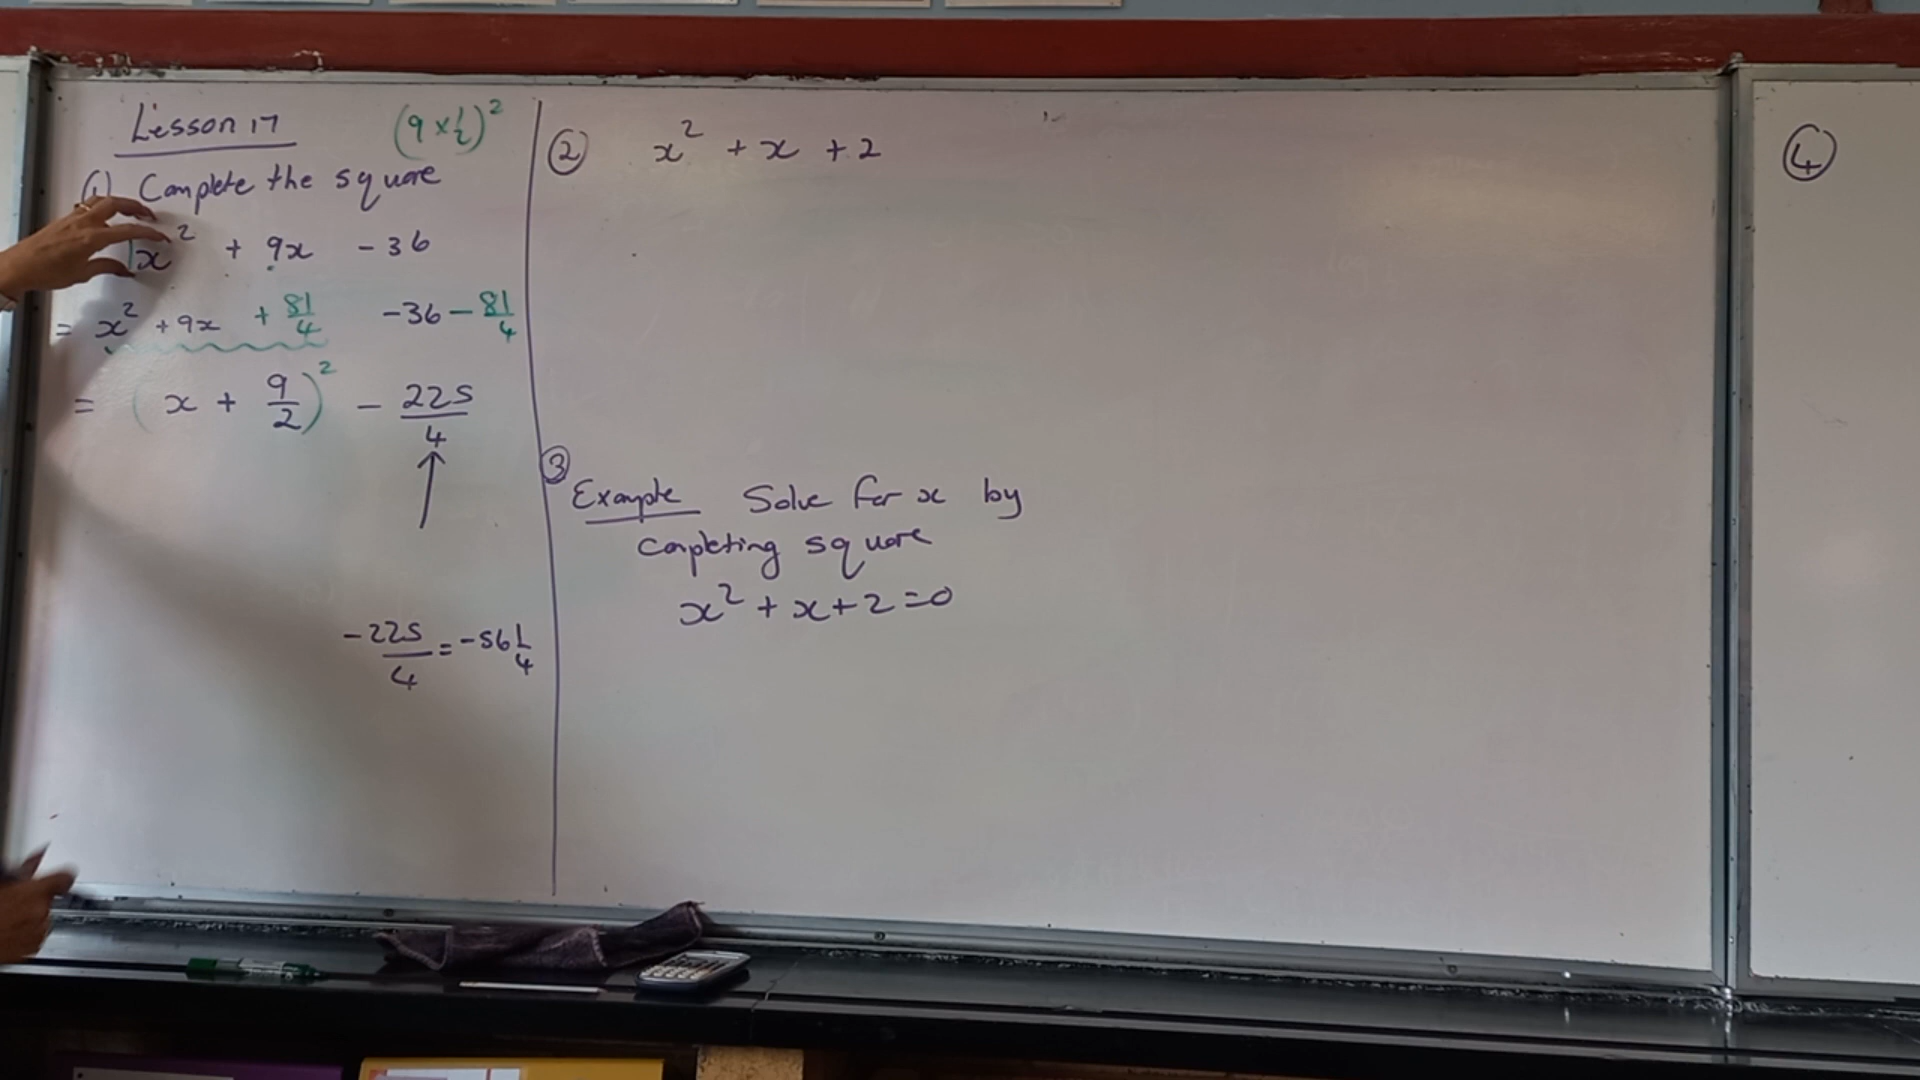 Lesson 17
(9 × 1/2)²
① Complete the square
x² + 9x - 36
= x² + 9x + 81/4 - 36 - 81/4
= (x + 9/2)² - 225/4
-225/4 = -56 1/4
② x² + x + 2
③
Example Solve for x by
completing square
x² + x + 2 = 0
④